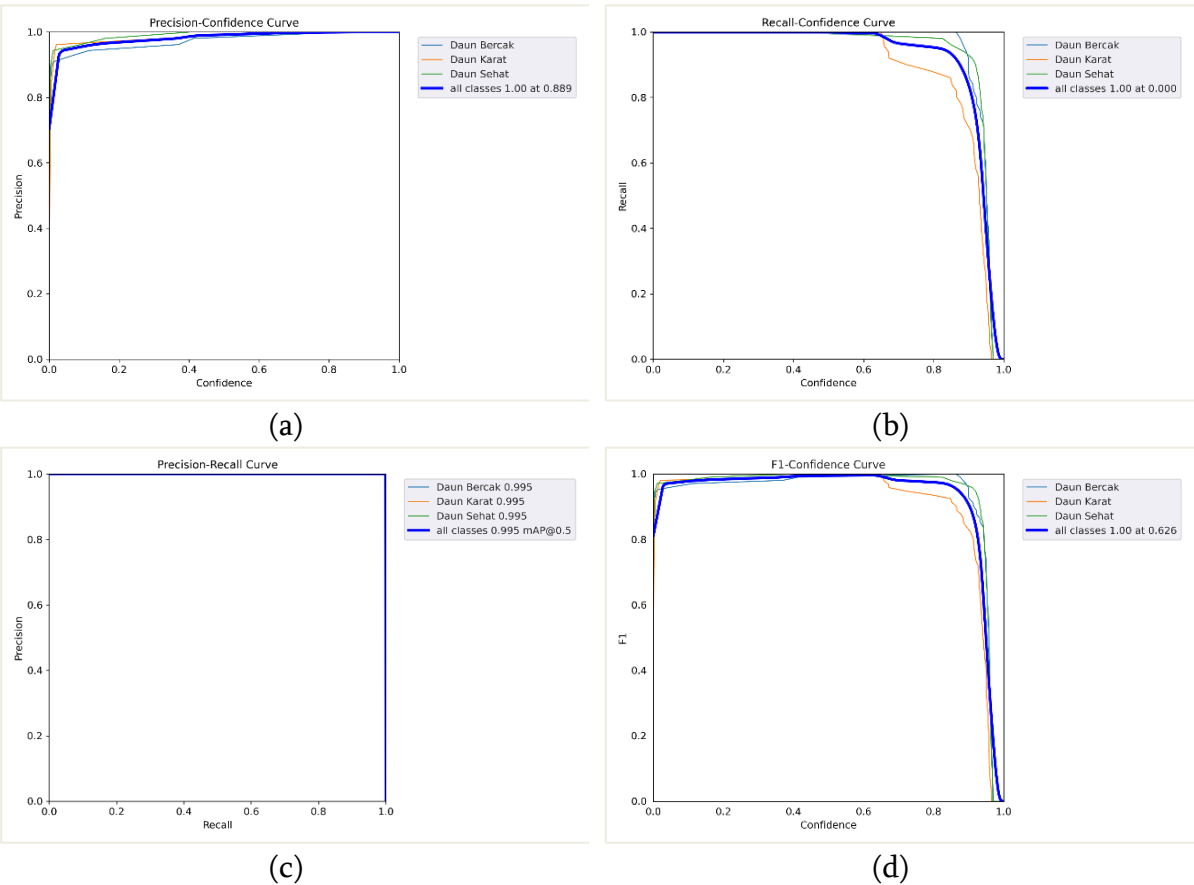 Precision-Confidence Curve
1.0
0.8
0.6
0.4
0.2
0.0
Precision
0.0 0.2 0.4 0.6 0.8 1.0
Confidence
Daun Bercak
Daun Karat
Daun Sehat
all classes 1.00 at 0.889
(a)
Recall-Confidence Curve
1.0
0.8
0.6
0.4
0.2
0.0
Recall
0.0 0.2 0.4 0.6 0.8 1.0
Confidence
Daun Bercak
Daun Karat
Daun Sehat
all classes 1.00 at 0.000
(b)
Precision-Recall Curve
1.0
0.8
0.6
0.4
0.2
0.0
Precision
0.0 0.2 0.4 0.6 0.8 1.0
Recall
Daun Bercak 0.995
Daun Karat 0.995
Daun Sehat 0.995
all classes 0.995 mAP@0.5
(c)
F1-Confidence Curve
1.0
0.8
0.6
0.4
0.2
0.0
F1
0.0 0.2 0.4 0.6 0.8 1.0
Confidence
Daun Bercak
Daun Karat
Daun Sehat
all classes 1.00 at 0.626
(d)